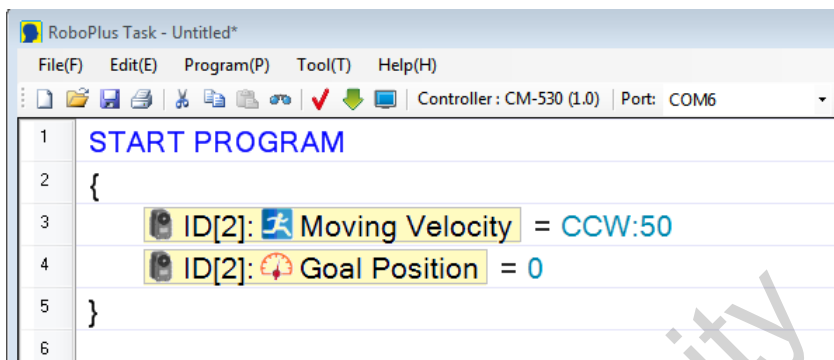 RoboPlus Task - Untitled*
File(F) Edit(E) Program(P) Tool(T) Help(H)
Controller : CM-530 (1.0) Port: COM6
1 START PROGRAM
2 {
3 ID[2]: Moving Velocity = CCW:50
4 ID[2]: Goal Position = 0
5 }
6